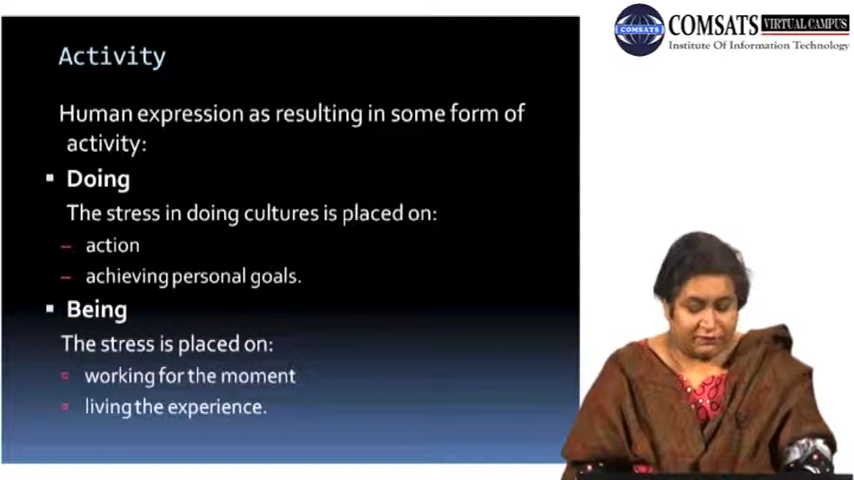 COMSATS
COMSATS VIRTUAL CAMPUS
Institute Of Information Technology
Activity
Human expression as resulting in some form of
activity:
▪ Doing
The stress in doing cultures is placed on:
– action
– achieving personal goals.
▪ Being
The stress is placed on:
▫ working for the moment
▫ living the experience.